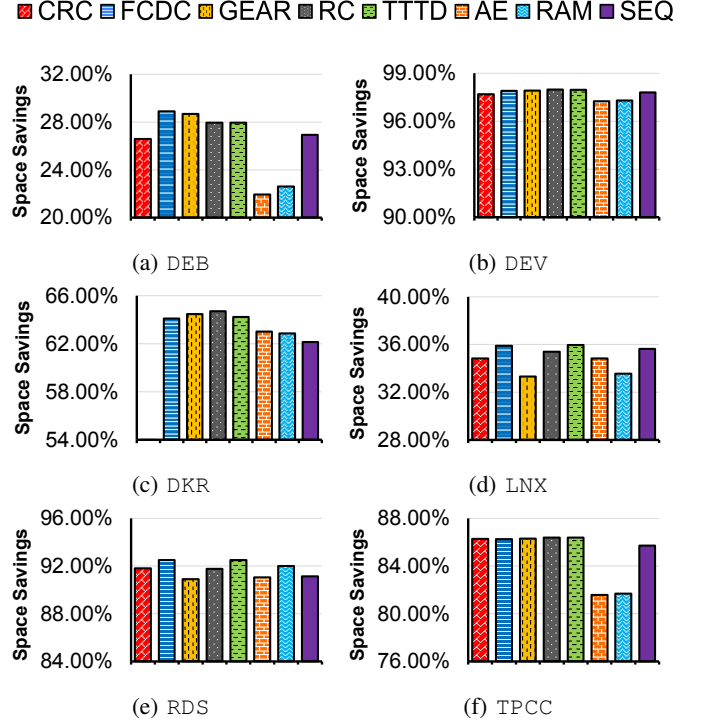 CRC FCDC GEAR RC TTTD AE RAM SEQ
Space Savings
32.00%
28.00%
24.00%
20.00%
(a) DEB
Space Savings
99.00%
96.00%
93.00%
90.00%
(b) DEV
Space Savings
66.00%
62.00%
58.00%
54.00%
(c) DKR
Space Savings
40.00%
36.00%
32.00%
28.00%
(d) LNX
Space Savings
96.00%
92.00%
88.00%
84.00%
(e) RDS
Space Savings
88.00%
84.00%
80.00%
76.00%
(f) TPCC